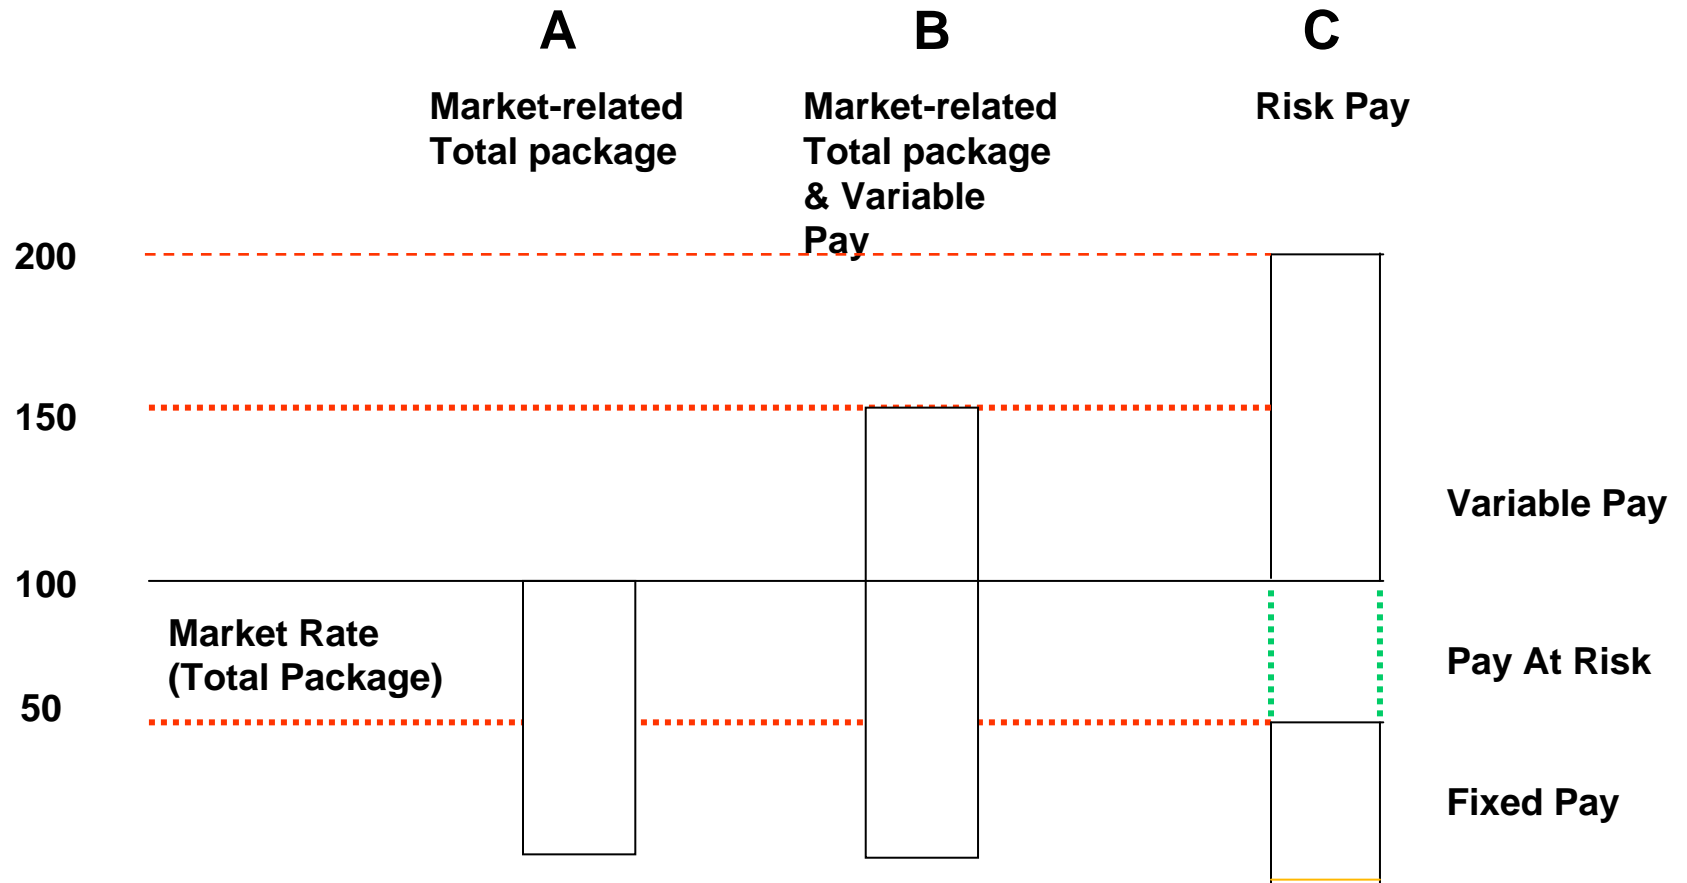 A
B
C
Market-related
Total package
Market-related
Total package
& Variable
Pay
Risk Pay
200
150
Variable Pay
100
Market Rate
(Total Package)
Pay At Risk
50
Fixed Pay